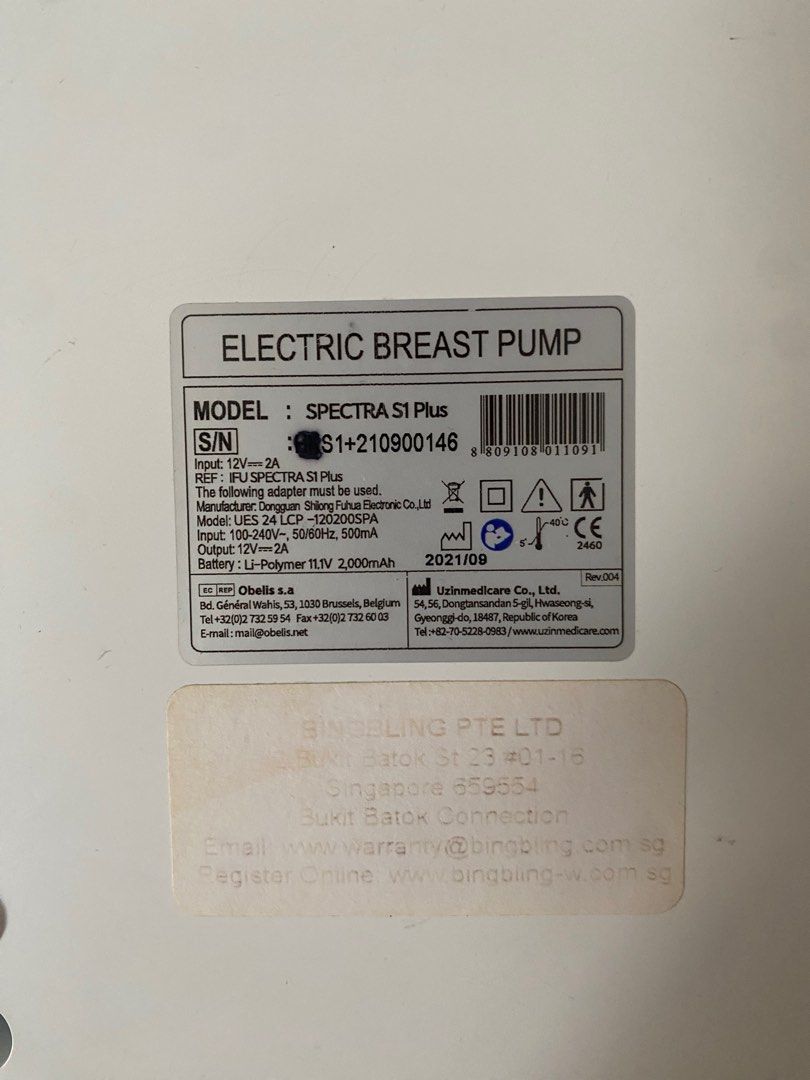 ELECTRIC BREAST PUMP
MODEL : SPECTRA S1 Plus
S/N : S1+210900146
8 809108 011091
Input: 12V⎓2A
REF : IFU SPECTRA S1 Plus
The following adapter must be used.
Manufacturer: Dongguan Shilong Fuhua Electronic Co.,Ltd
Model: UES 24 LCP -120200SPA
Input: 100-240V~, 50/60Hz, 500mA
Output: 12V⎓2A
Battery : Li-Polymer 11.1V 2,000mAh
2021/09
5°
40℃
CE
2460
Rev.004
EC REP Obelis s.a
Bd. Général Wahis, 53, 1030 Brussels, Belgium
Tel +32(0)2 732 59 54 Fax +32(0)2 732 60 03
E-mail : mail@obelis.net
Uzinmedicare Co., Ltd.
54, 56, Dongtansandan 5-gil, Hwaseong-si,
Gyeonggi-do, 18487, Republic of Korea
Tel :+82-70-5228-0983 / www.uzinmedicare.com
BINGBLING PTE LTD
Bukit Batok St 23 #01-16
Singapore 659554
Bukit Batok Connection
Email: www.warranty@bingbling.com.sg
Register Online: www.bingbling-w.com.sg